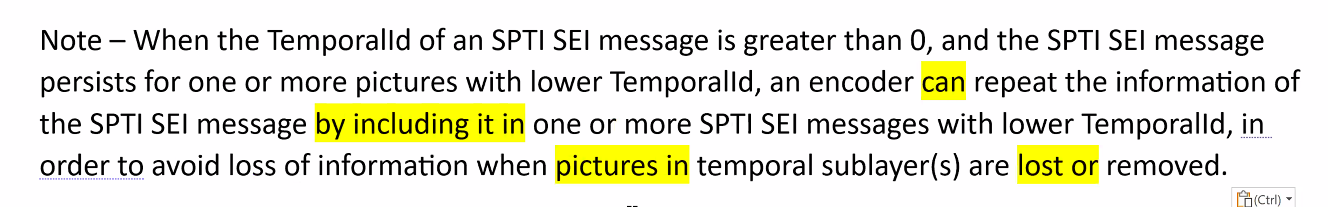 Note – When the TemporalId of an SPTI SEI message is greater than 0, and the SPTI SEI message
persists for one or more pictures with lower TemporalId, an encoder can repeat the information of
the SPTI SEI message by including it in one or more SPTI SEI messages with lower TemporalId, in
order to avoid loss of information when pictures in temporal sublayer(s) are lost or removed.
(Ctrl)